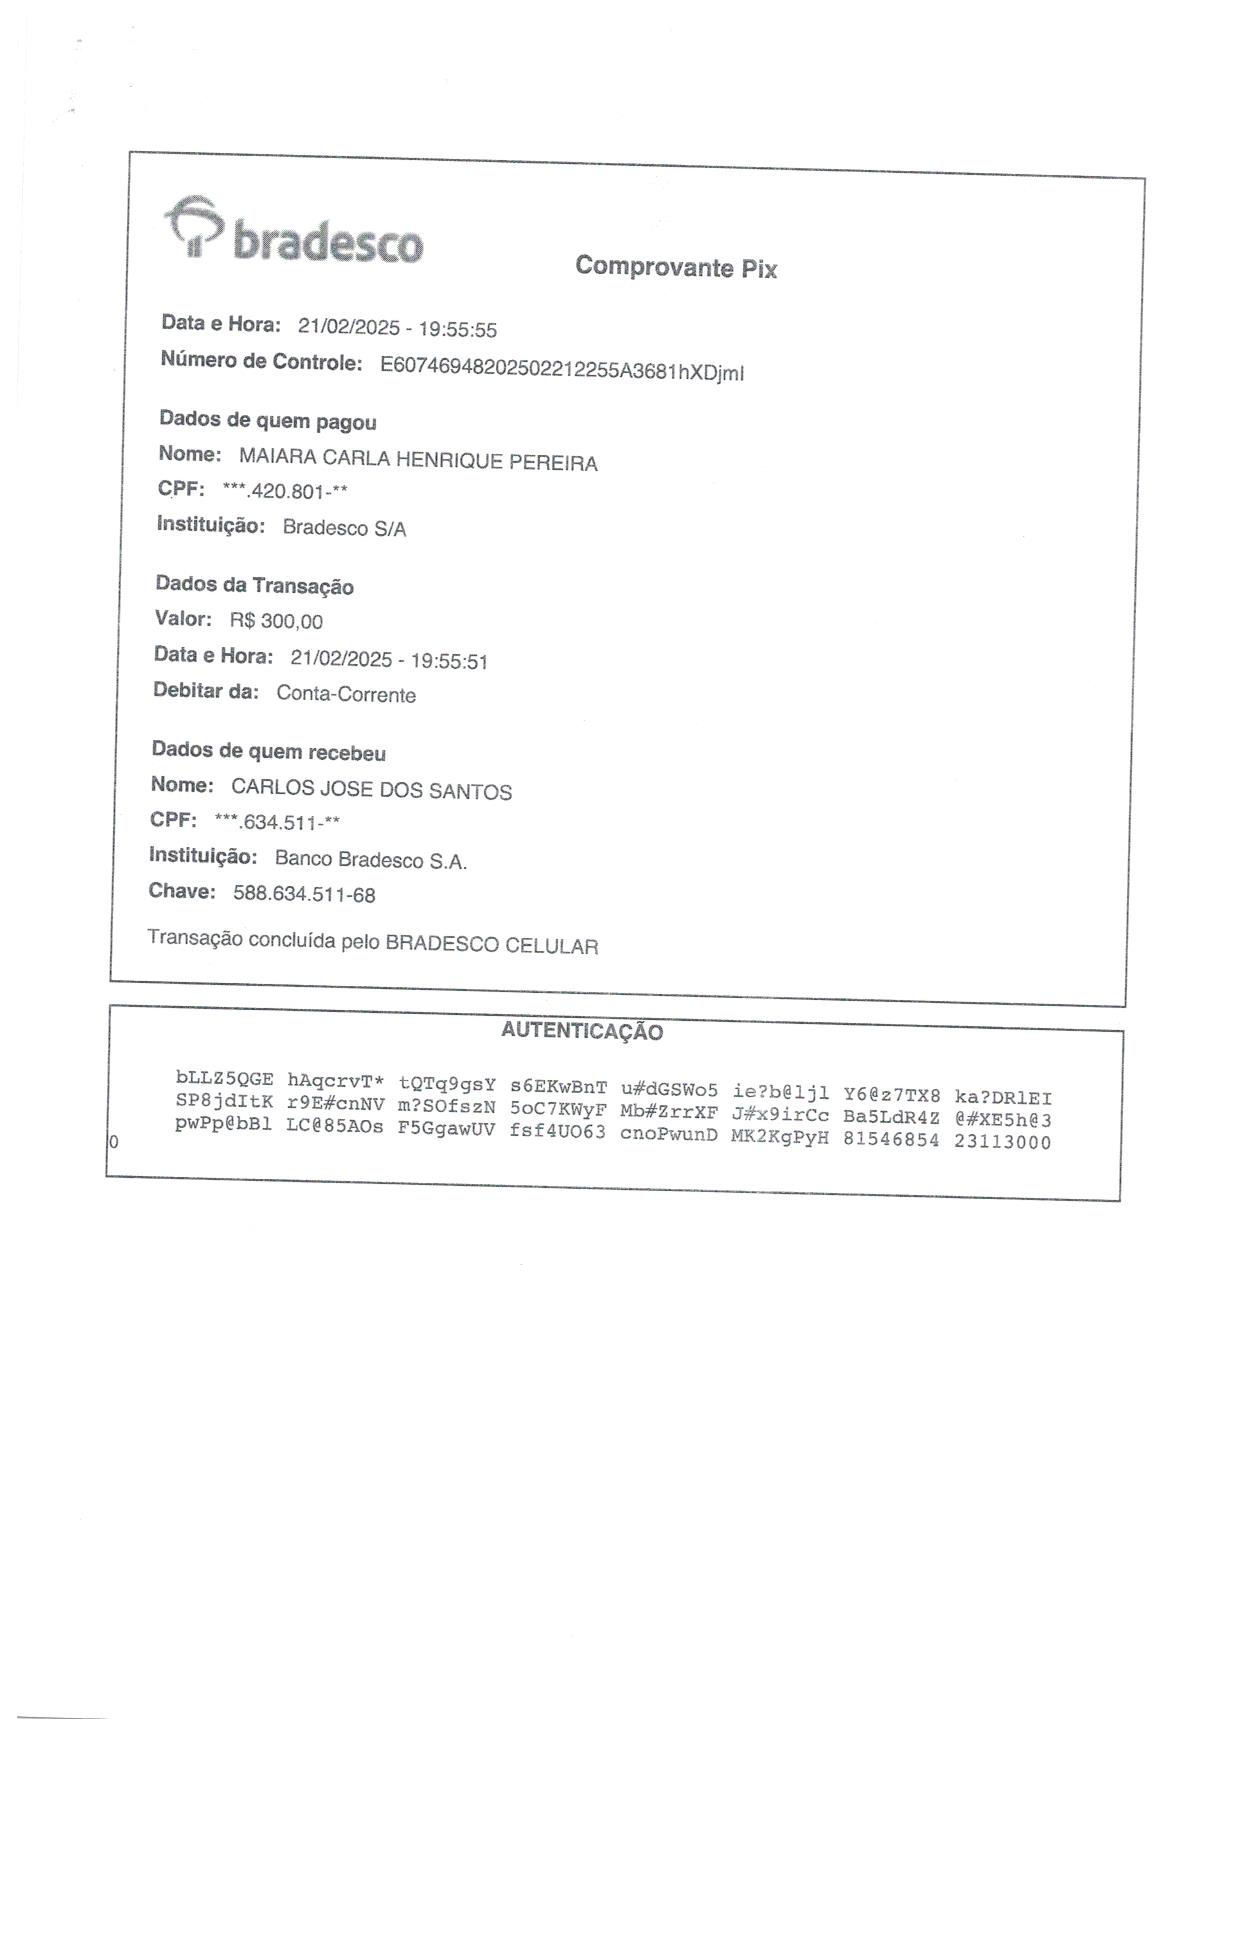 bradesco
Comprovante Pix
Data e Hora: 21/02/2025 - 19:55:55
Número de Controle: E60746948202502212255A3681hXDjml
Dados de quem pagou
Nome: MAIARA CARLA HENRIQUE PEREIRA
CPF: ***.420.801-**
Instituição: Bradesco S/A
Dados da Transação
Valor: R$ 300,00
Data e Hora: 21/02/2025 - 19:55:51
Debitar da: Conta-Corrente
Dados de quem recebeu
Nome: CARLOS JOSE DOS SANTOS
CPF: ***.634.511-**
Instituição: Banco Bradesco S.A.
Chave: 588.634.511-68
Transação concluída pelo BRADESCO CELULAR
AUTENTICAÇÃO
bLLZ5QGE hAqcrvT* tQTq9gsY s6EKwBnT u#dGSWo5 ie?b@ljl Y6@z7TX8 ka?DRlEI
SP8jdItK r9E#cnNV m?SOfszN 5oC7KWyF Mb#ZrrXF J#x9irCc Ba5LdR4Z @#XE5h@3
pwPp@bBl LC@85AOs F5GgawUV fsf4UO63 cnoPwunD MK2KgPyH 81546854 23113000
0